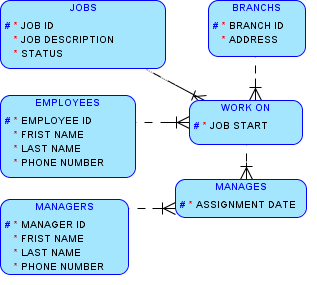 JOBS
# * JOB ID
* JOB DESCRIPTION
* STATUS
BRANCHS
# * BRANCH ID
* ADDRESS
EMPLOYEES
# * EMPLOYEE ID
* FRIST NAME
* LAST NAME
* PHONE NUMBER
WORK ON
# * JOB START
MANAGERS
# * MANAGER ID
* FRIST NAME
* LAST NAME
* PHONE NUMBER
MANAGES
# * ASSIGNMENT DATE